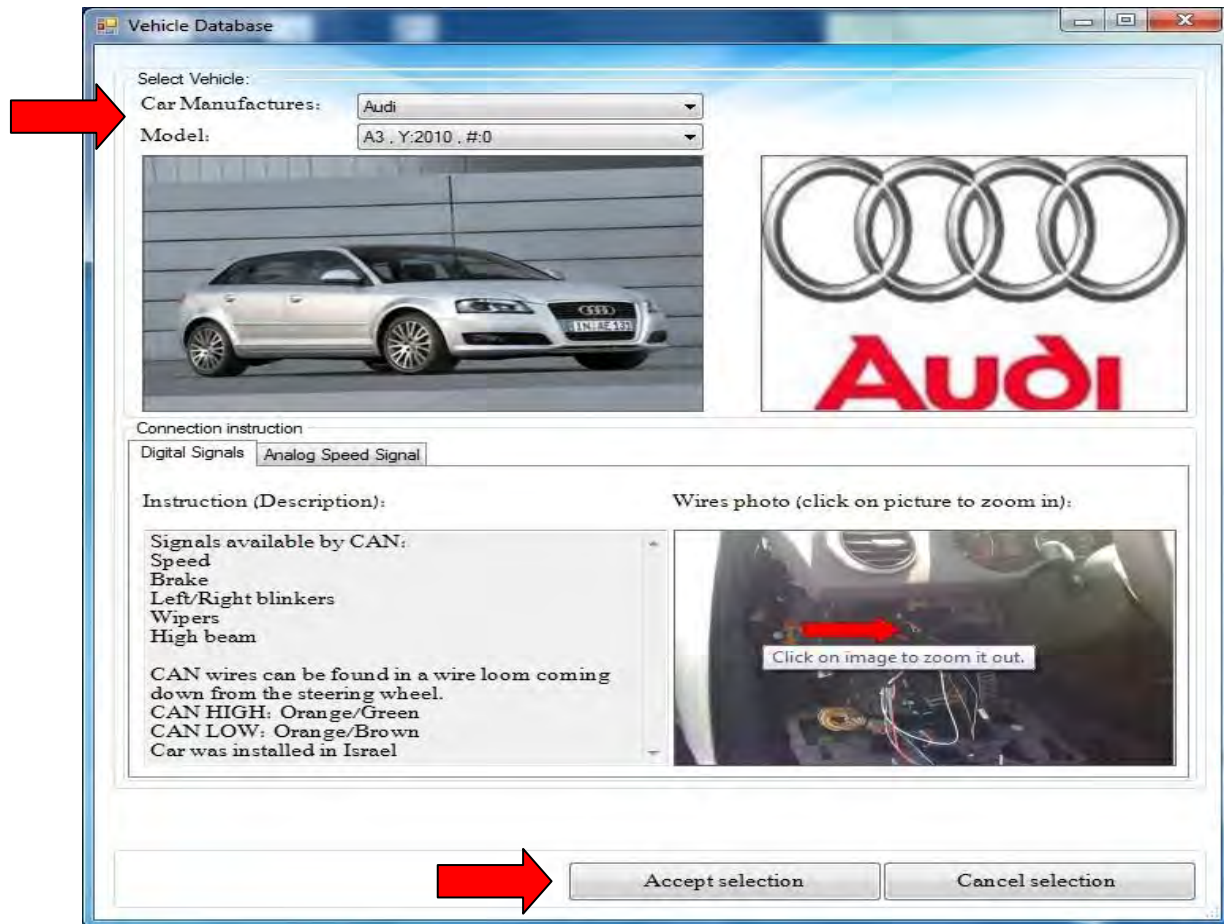 Vehicle Database
Select Vehicle:
Car Manufactures:
Audi
Model:
A3 , Y:2010 , #:0
Audi
Connection instruction
Digital Signals
Analog Speed Signal
Instruction (Description):
Wires photo (click on picture to zoom in):
Signals available by CAN:
Speed
Brake
Left/Right blinkers
Wipers
High beam
CAN wires can be found in a wire loom coming
down from the steering wheel.
CAN HIGH: Orange/Green
CAN LOW: Orange/Brown
Car was installed in Israel
Click on image to zoom it out.
Accept selection
Cancel selection